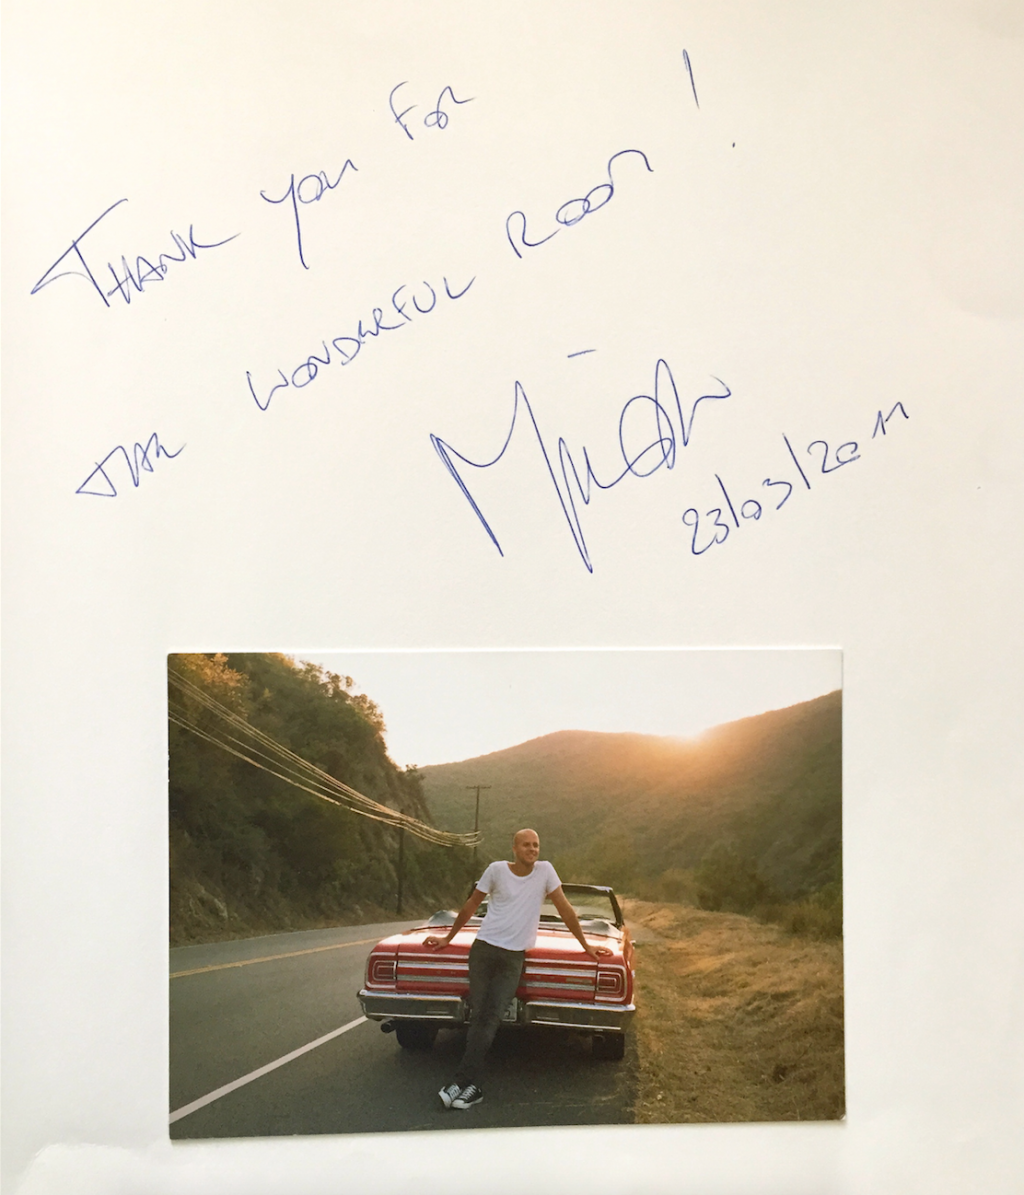 THANK YOU FOR
THE WONDERFUL ROOM !
23/03/2011